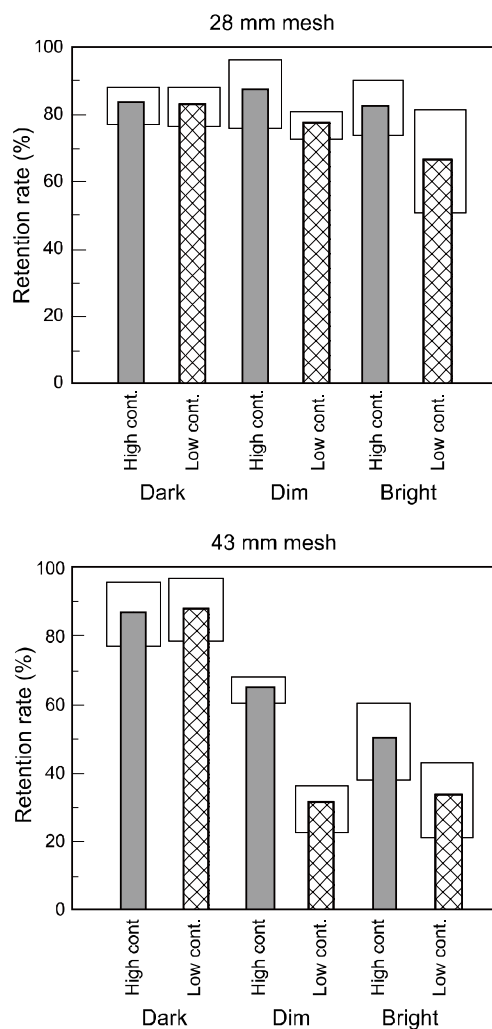 28 mm mesh
100
80
60
40
20
0
Retention rate (%)
High cont.
Low cont.
High cont.
Low cont.
High cont.
Low cont.
Dark
Dim
Bright
43 mm mesh
100
80
60
40
20
0
Retention rate (%)
High cont
Low cont.
High cont
Low cont.
High cont
Low cont.
Dark
Dim
Bright